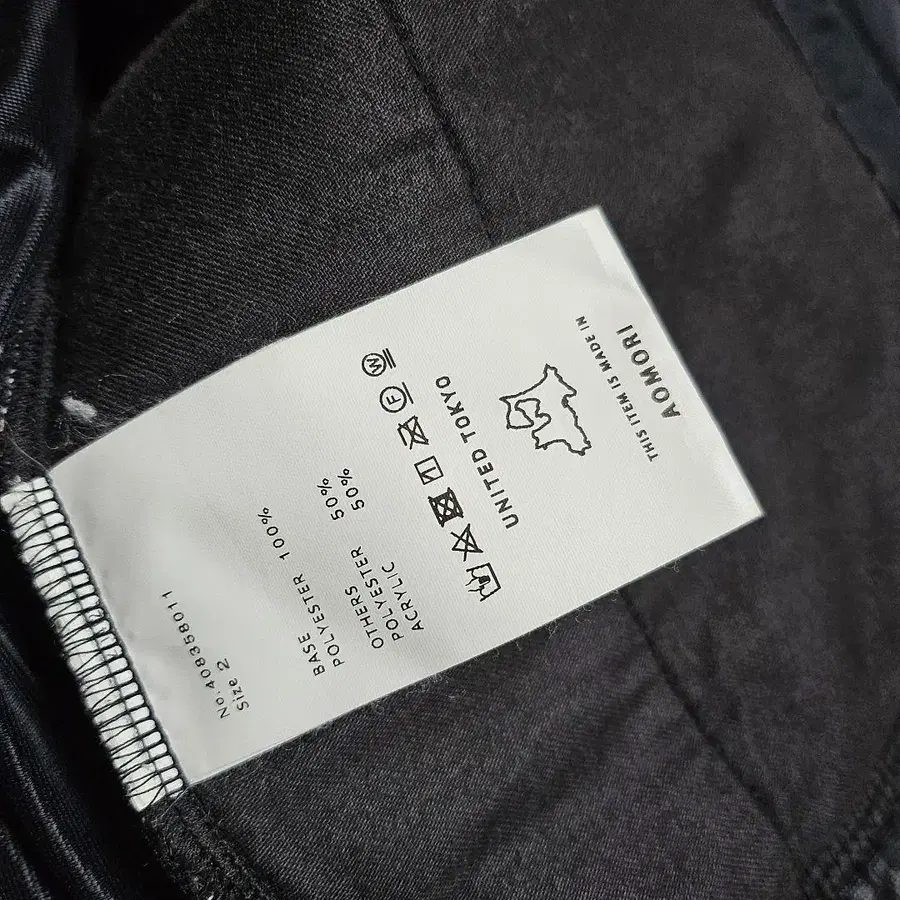 No.408358011
Size 2
BASE
POLYESTER 100%
OTHERS
POLYESTER 50%
ACRYLIC 50%
F W
UNITED TOKYO
THIS ITEM IS MADE IN
AOMORI